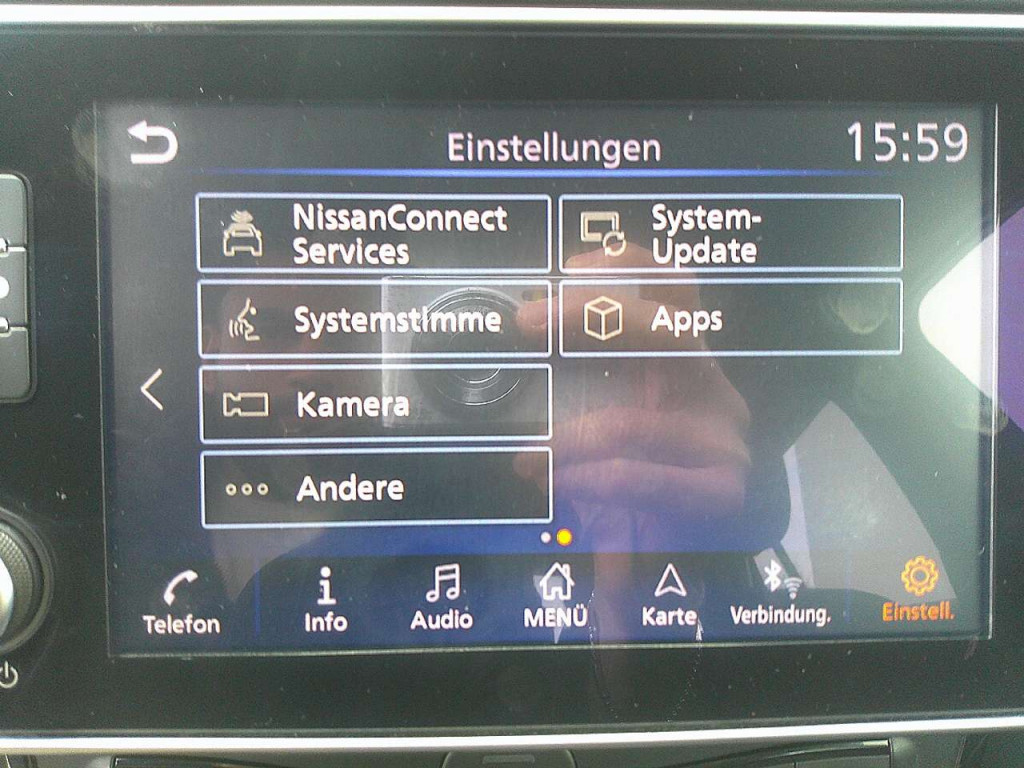 Einstellungen
15:59
NissanConnect
Services
System-
Update
Systemstimme
Apps
Kamera
Andere
Telefon
Info
Audio
MENÜ
Karte
Verbindung.
Einstell.